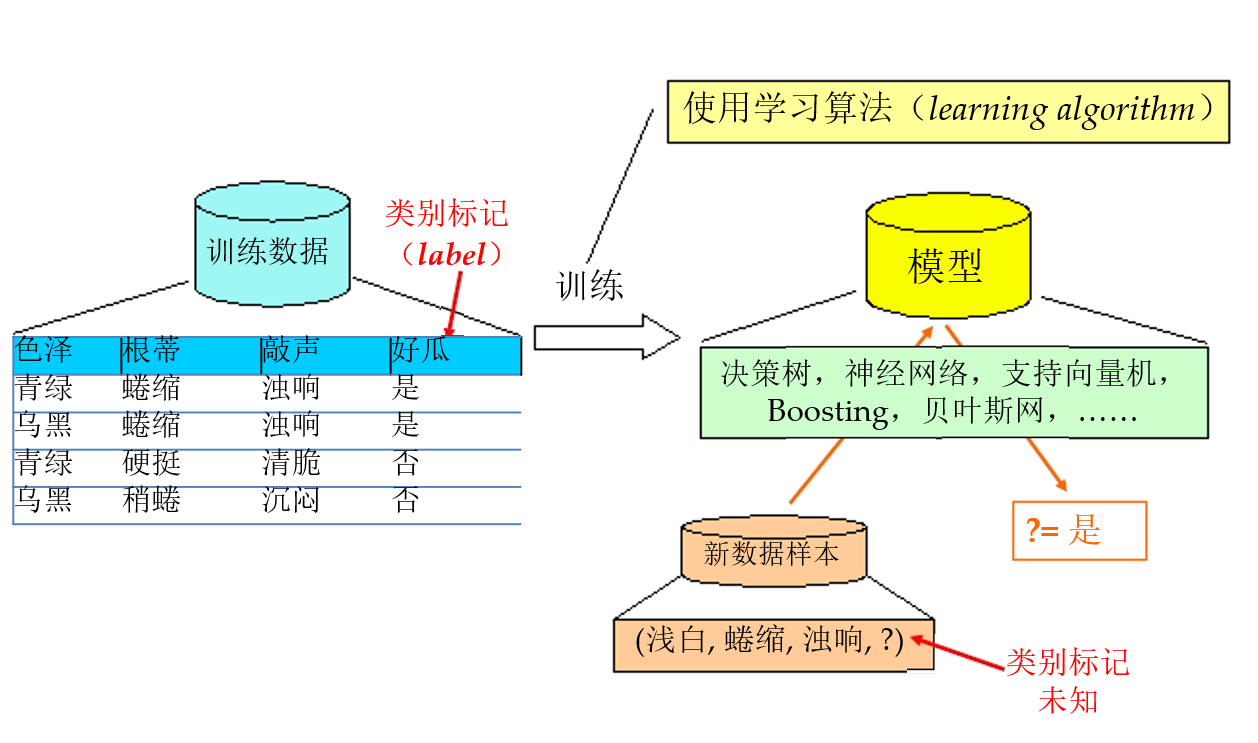 使用学习算法（learning algorithm）
训练数据
类别标记
（label）
训练
模型
色泽 根蒂 敲声 好瓜
青绿 蜷缩 浊响 是
乌黑 蜷缩 浊响 是
青绿 硬挺 清脆 否
乌黑 稍蜷 沉闷 否
决策树，神经网络，支持向量机，
Boosting，贝叶斯网，……
?= 是
新数据样本
(浅白, 蜷缩, 浊响, ?)
类别标记
未知